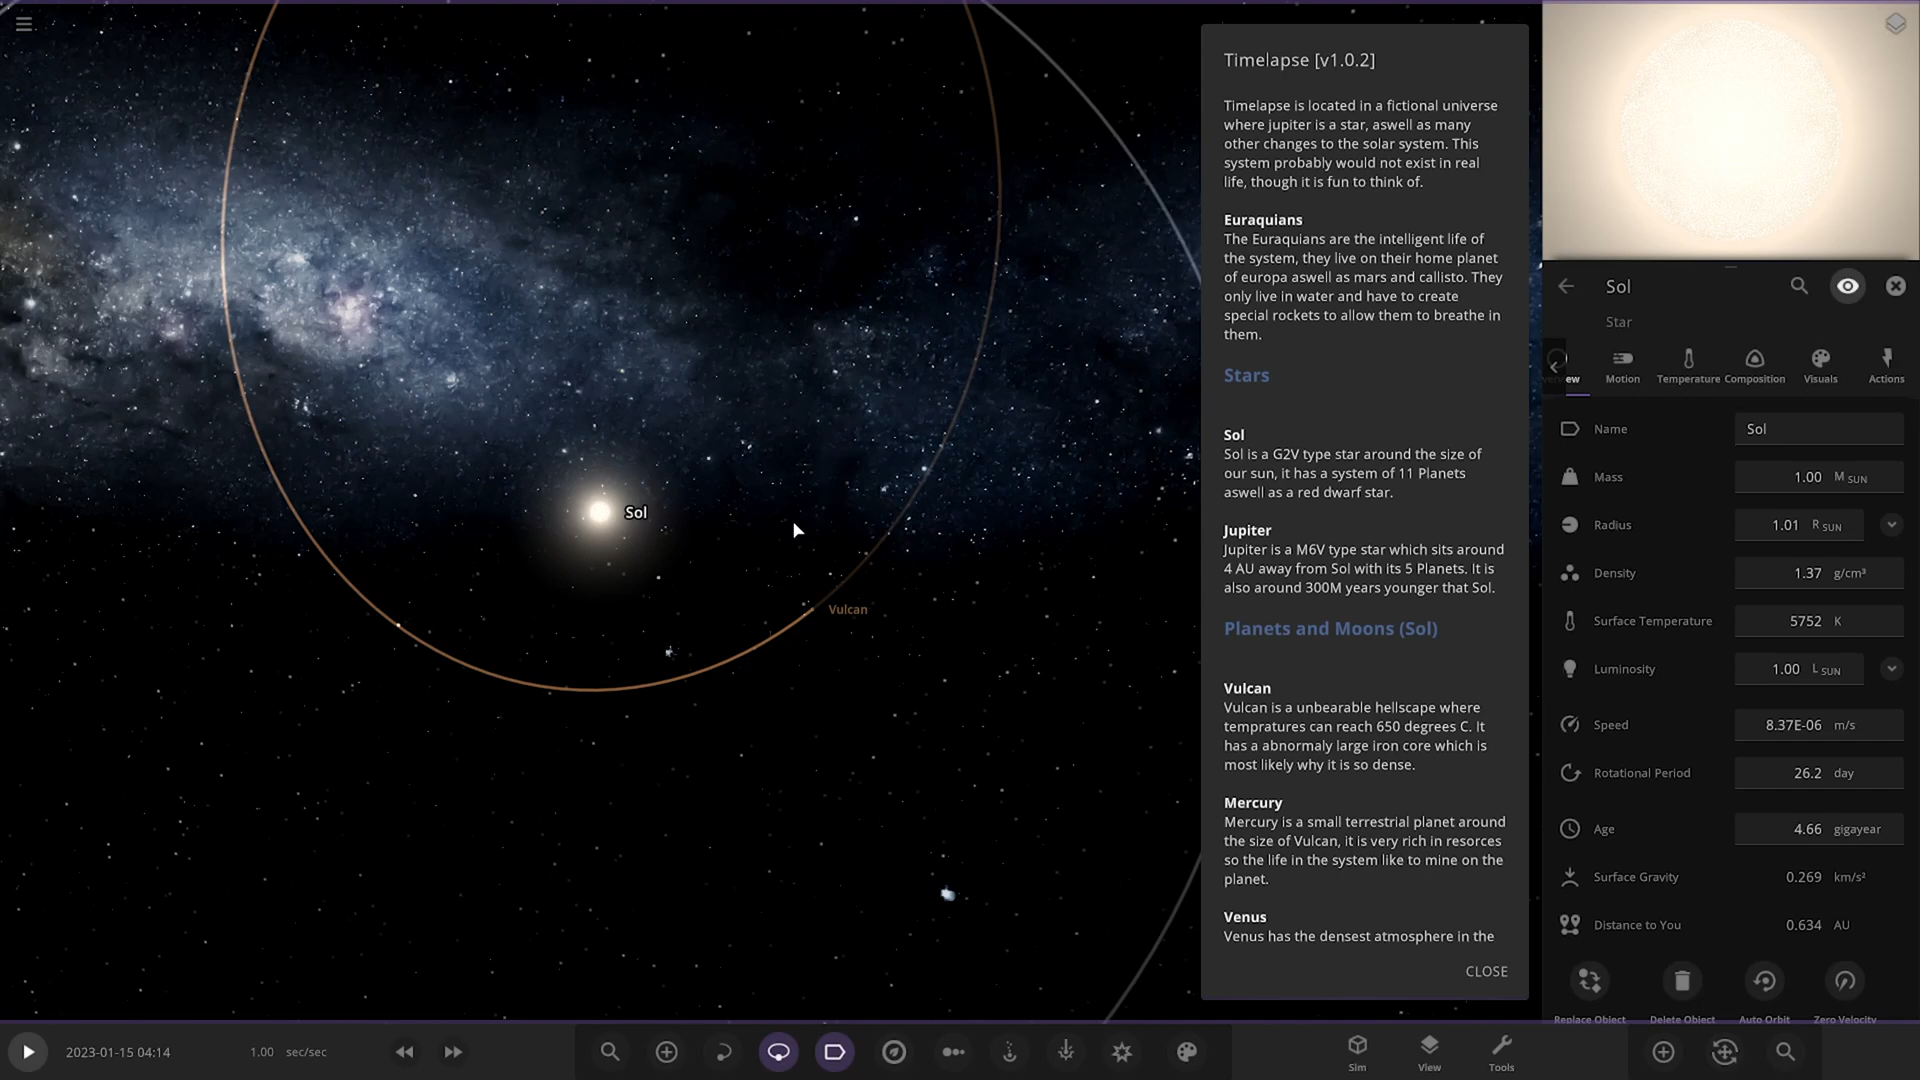 Timelapse [v1.0.2]
Timelapse is located in a fictional universe
where jupiter is a star, aswell as many
other changes to the solar system. This
system probably would not exist in real
life, though it is fun to think of.
Euraquians
The Euraquians are the intelligent life of
the system, they live on their home planet
of europa aswell as mars and callisto. They
only live in water and have to create
special rockets to allow them to breathe in
them.
Stars
Sol
Sol is a G2V type star around the size of
our sun, it has a system of 11 Planets
aswell as a red dwarf star.
Jupiter
Jupiter is a M6V type star which sits around
4 AU away from Sol with its 5 Planets. It is
also around 300M years younger that Sol.
Planets and Moons (Sol)
Vulcan
Vulcan is a unbearable hellscape where
tempratures can reach 650 degrees C. It
has a abnormaly large iron core which is
most likely why it is so dense.
Mercury
Mercury is a small terrestrial planet around
the size of Vulcan, it is very rich in resorces
so the life in the system like to mine on the
planet.
Venus
Venus has the densest atmosphere in the
CLOSE
Sol
Vulcan
Sol
Star
ew Motion Temperature Composition Visuals Actions
Name Sol
Mass 1.00 M SUN
Radius 1.01 R SUN
Density 1.37 g/cm³
Surface Temperature 5752 K
Luminosity 1.00 L SUN
Speed 8.37E-06 m/s
Rotational Period 26.2 day
Age 4.66 gigayear
Surface Gravity 0.269 km/s²
Distance to You 0.634 AU
Replace Object Delete Object Auto Orbit Zero Velocity
2023-01-15 04:14 1.00 sec/sec
Sim View Tools